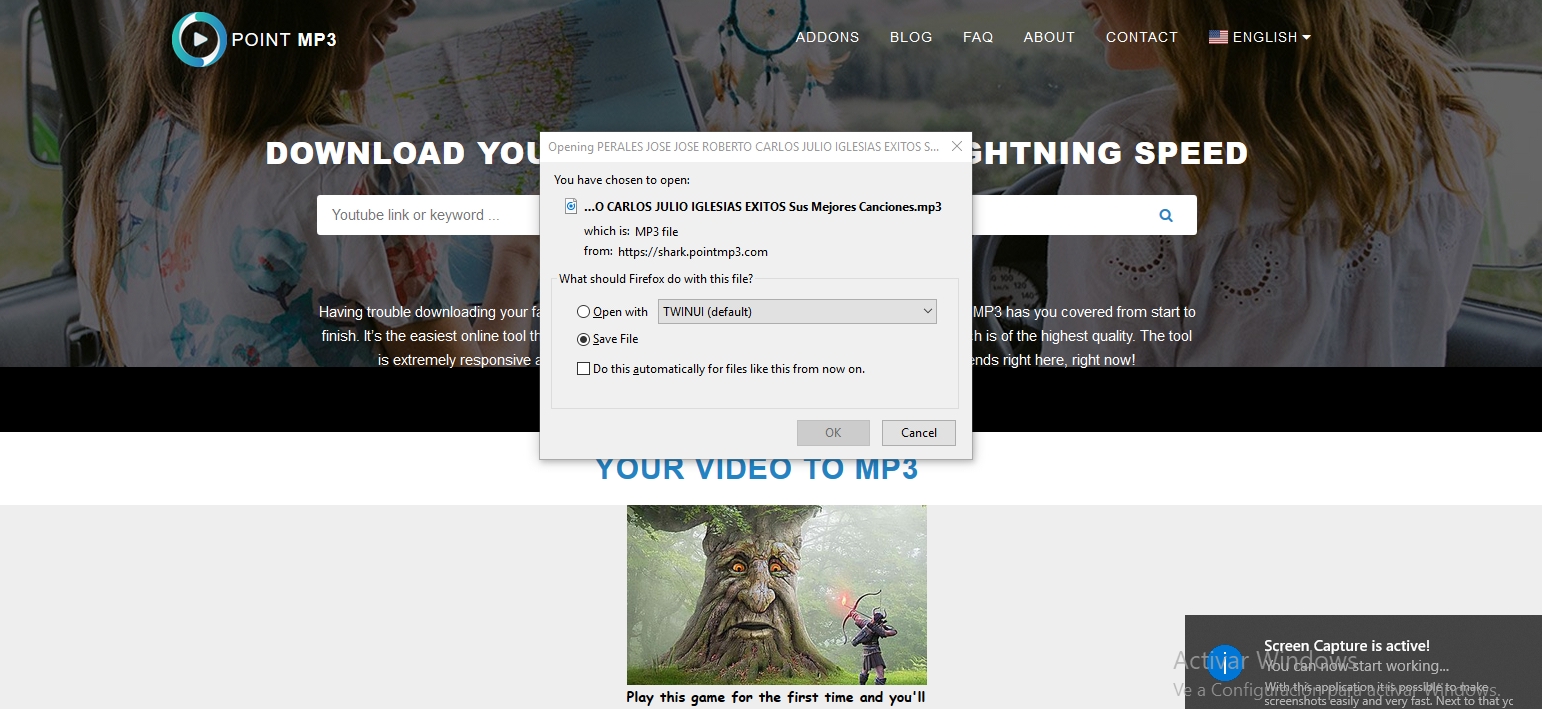 POINT MP3
ADDONS BLOG FAQ ABOUT CONTACT ENGLISH
DOWNLOAD YOU
GHTNING SPEED
Youtube link or keyword ...
Opening PERALES JOSE JOSE ROBERTO CARLOS JULIO IGLESIAS EXITOS S...
You have chosen to open:
...O CARLOS JULIO IGLESIAS EXITOS Sus Mejores Canciones.mp3
which is: MP3 file
from: https://shark.pointmp3.com
What should Firefox do with this file?
Open with TWINUI (default)
Save File
Do this automatically for files like this from now on.
OK Cancel
Having trouble downloading your fa
MP3 has you covered from start to
finish. It's the easiest online tool th
h is of the highest quality. The tool
is extremely responsive a
ends right here, right now!
YOUR VIDEO TO MP3
Play this game for the first time and you'll
Screen Capture is active!
You can now start working...
With this application it is possible to make
screenshots easily and very fast. Next to that yc
Activar Windows
Ve a Configuración para activar Windows.